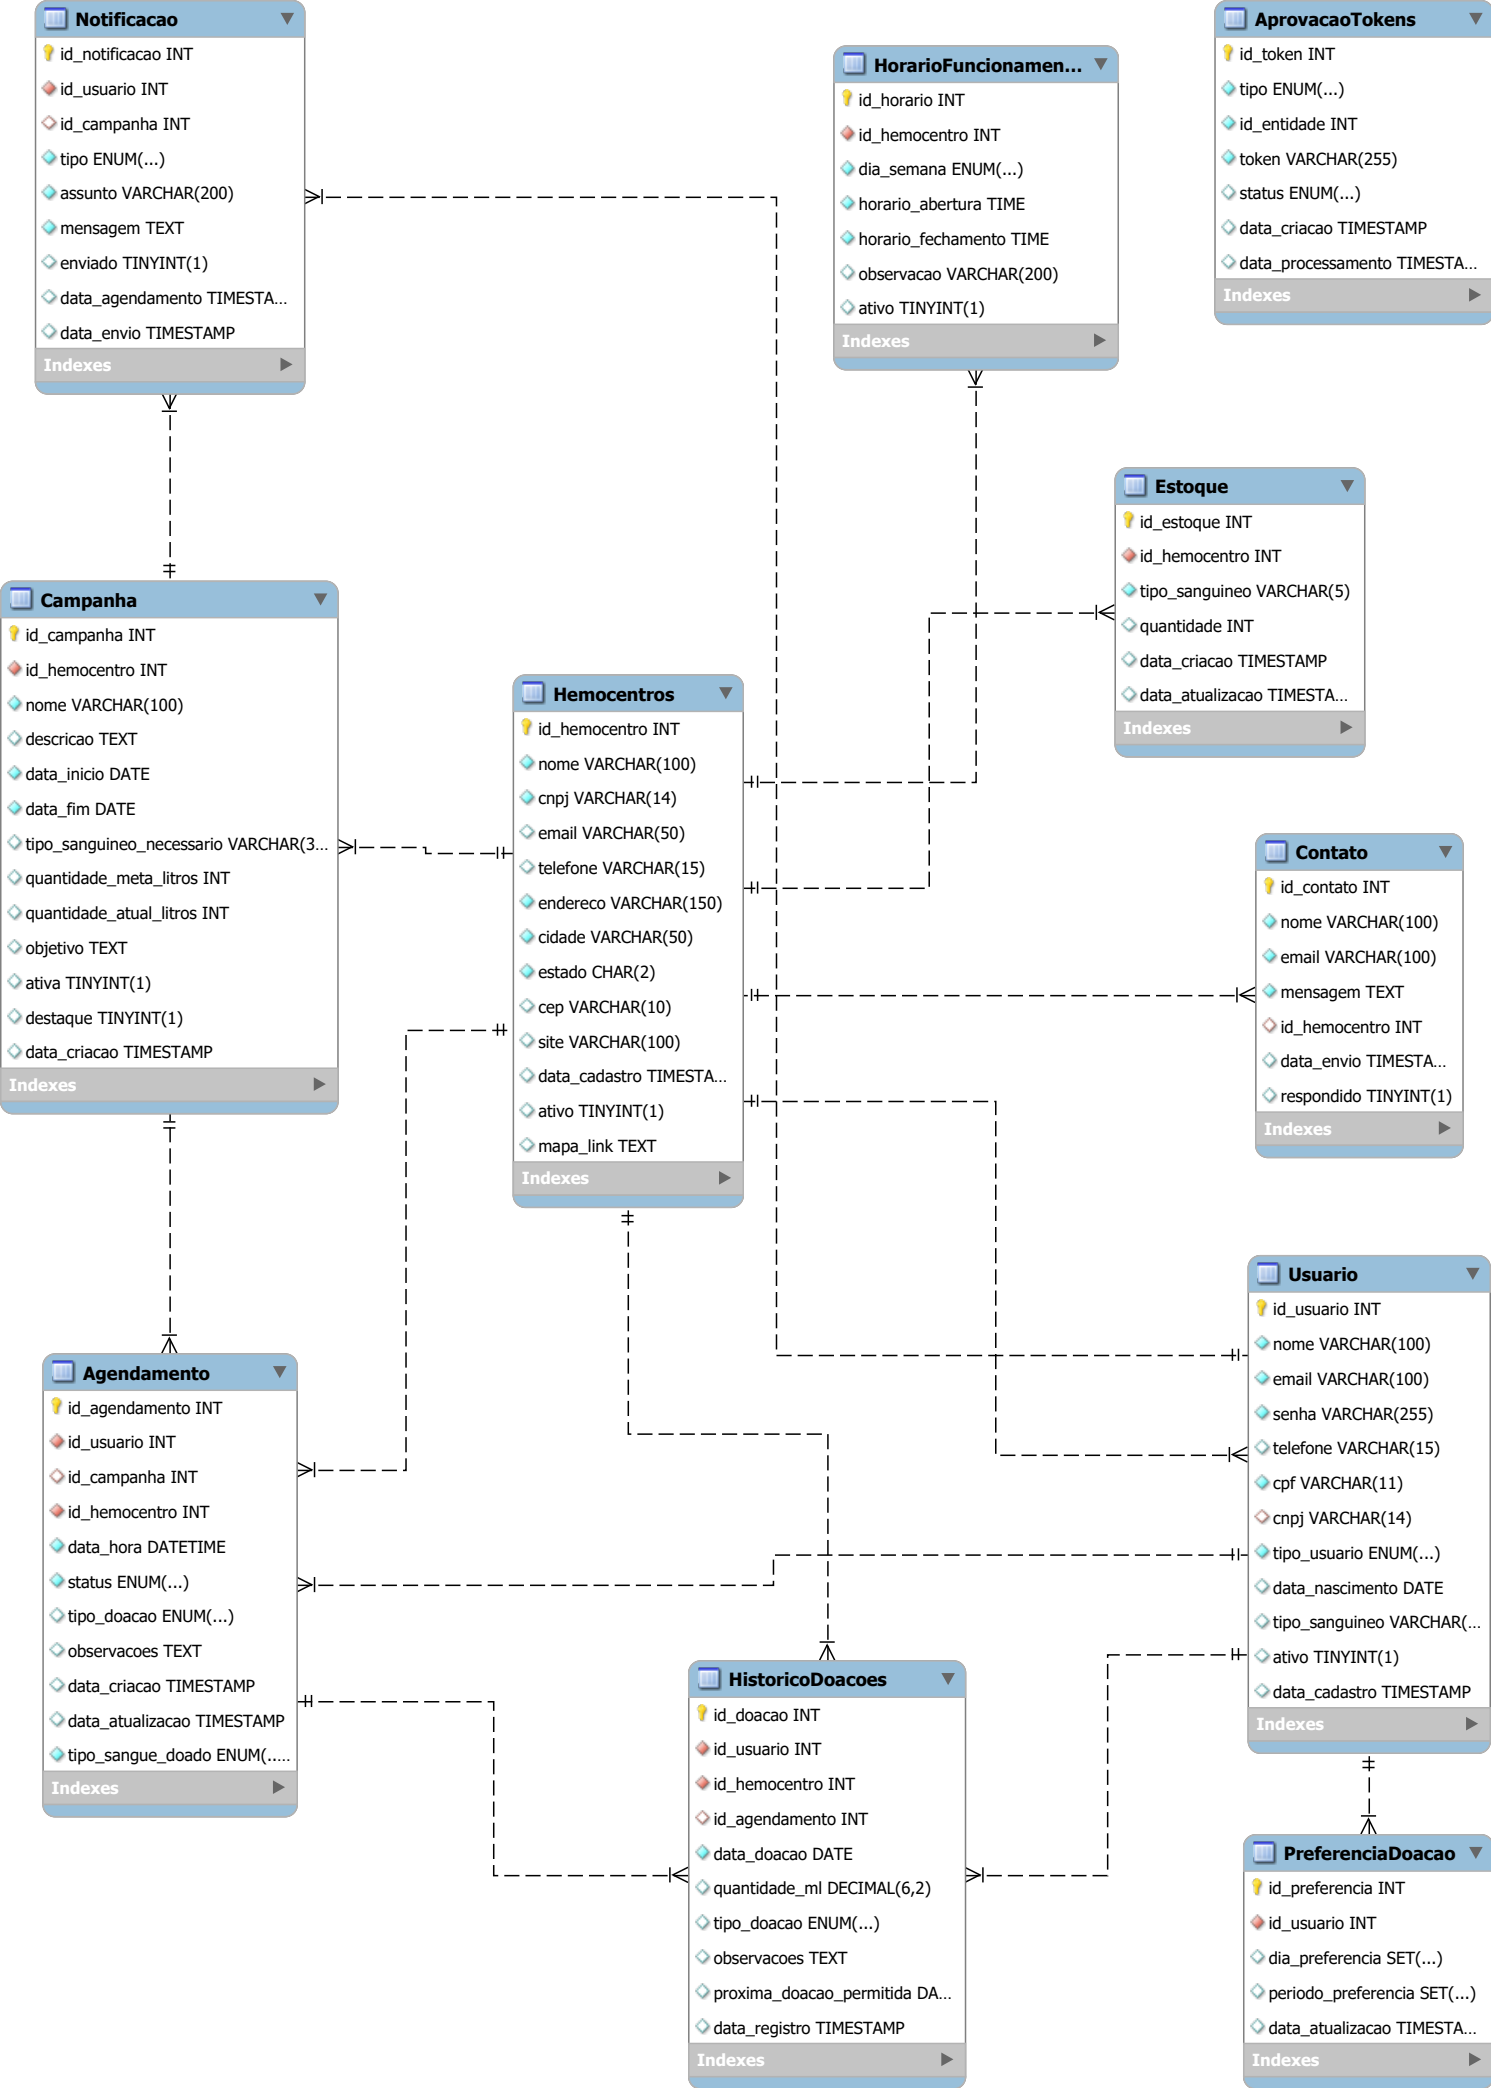 Notificacao
id_notificacao INT
id_usuario INT
id_campanha INT
tipo ENUM(...)
assunto VARCHAR(200)
mensagem TEXT
enviado TINYINT(1)
data_agendamento TIMESTA...
data_envio TIMESTAMP
Indexes
HorarioFuncionamen...
id_horario INT
id_hemocentro INT
dia_semana ENUM(...)
horario_abertura TIME
horario_fechamento TIME
observacao VARCHAR(200)
ativo TINYINT(1)
Indexes
AprovacaoTokens
id_token INT
tipo ENUM(...)
id_entidade INT
token VARCHAR(255)
status ENUM(...)
data_criacao TIMESTAMP
data_processamento TIMESTA...
Indexes
Estoque
id_estoque INT
id_hemocentro INT
tipo_sanguineo VARCHAR(5)
quantidade INT
data_criacao TIMESTAMP
data_atualizacao TIMESTA...
Indexes
Campanha
id_campanha INT
id_hemocentro INT
nome VARCHAR(100)
descricao TEXT
data_inicio DATE
data_fim DATE
tipo_sanguineo_necessario VARCHAR(3...
quantidade_meta_litros INT
quantidade_atual_litros INT
objetivo TEXT
ativa TINYINT(1)
destaque TINYINT(1)
data_criacao TIMESTAMP
Indexes
Hemocentros
id_hemocentro INT
nome VARCHAR(100)
cnpj VARCHAR(14)
email VARCHAR(50)
telefone VARCHAR(15)
endereco VARCHAR(150)
cidade VARCHAR(50)
estado CHAR(2)
cep VARCHAR(10)
site VARCHAR(100)
data_cadastro TIMESTA...
ativo TINYINT(1)
mapa_link TEXT
Indexes
Contato
id_contato INT
nome VARCHAR(100)
email VARCHAR(100)
mensagem TEXT
id_hemocentro INT
data_envio TIMESTA...
respondido TINYINT(1)
Indexes
Usuario
id_usuario INT
nome VARCHAR(100)
email VARCHAR(100)
senha VARCHAR(255)
telefone VARCHAR(15)
cpf VARCHAR(11)
cnpj VARCHAR(14)
tipo_usuario ENUM(...)
data_nascimento DATE
tipo_sanguineo VARCHAR(...
ativo TINYINT(1)
data_cadastro TIMESTAMP
Indexes
Agendamento
id_agendamento INT
id_usuario INT
id_campanha INT
id_hemocentro INT
data_hora DATETIME
status ENUM(...)
tipo_doacao ENUM(...)
observacoes TEXT
data_criacao TIMESTAMP
data_atualizacao TIMESTAMP
tipo_sangue_doado ENUM(.....
Indexes
HistoricoDoacoes
id_doacao INT
id_usuario INT
id_hemocentro INT
id_agendamento INT
data_doacao DATE
quantidade_ml DECIMAL(6,2)
tipo_doacao ENUM(...)
observacoes TEXT
proxima_doacao_permitida DA...
data_registro TIMESTAMP
Indexes
PreferenciaDoacao
id_preferencia INT
id_usuario INT
dia_preferencia SET(...)
periodo_preferencia SET(...)
data_atualizacao TIMESTA...
Indexes